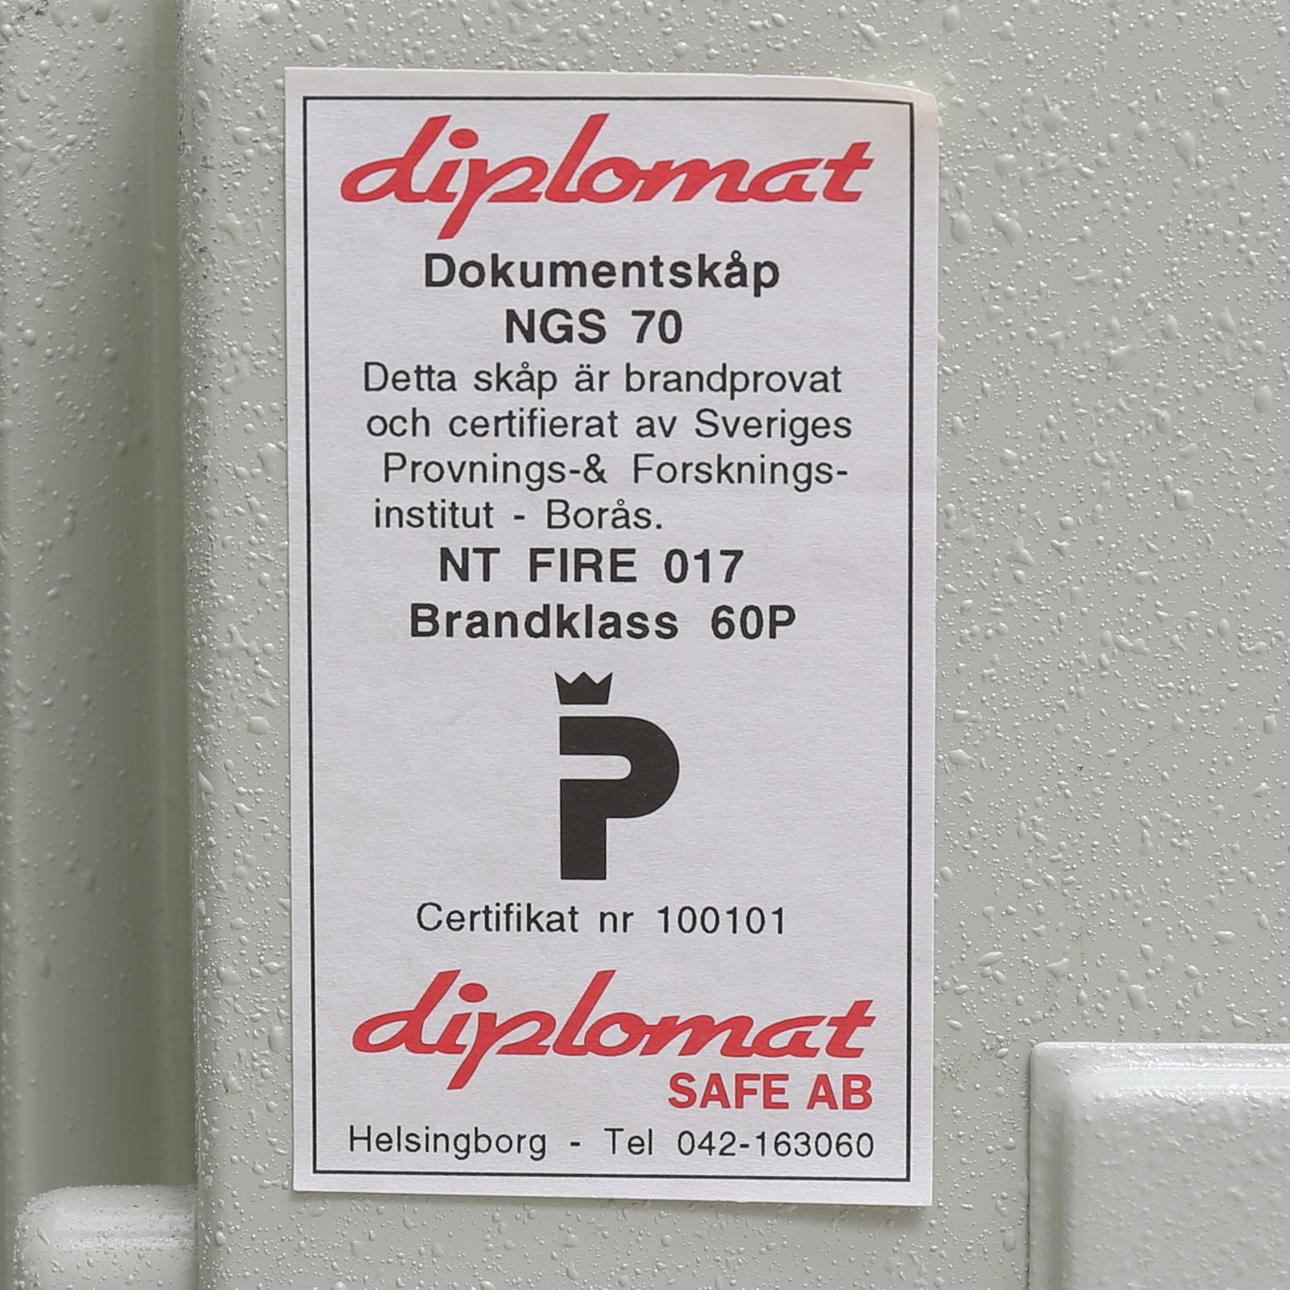 diplomat
Dokumentskåp
NGS 70
Detta skåp är brandprovat
och certifierat av Sveriges
Provnings-& Forsknings-
institut - Borås.
NT FIRE 017
Brandklass 60P
P
Certifikat nr 100101
diplomat
SAFE AB
Helsingborg - Tel 042-163060